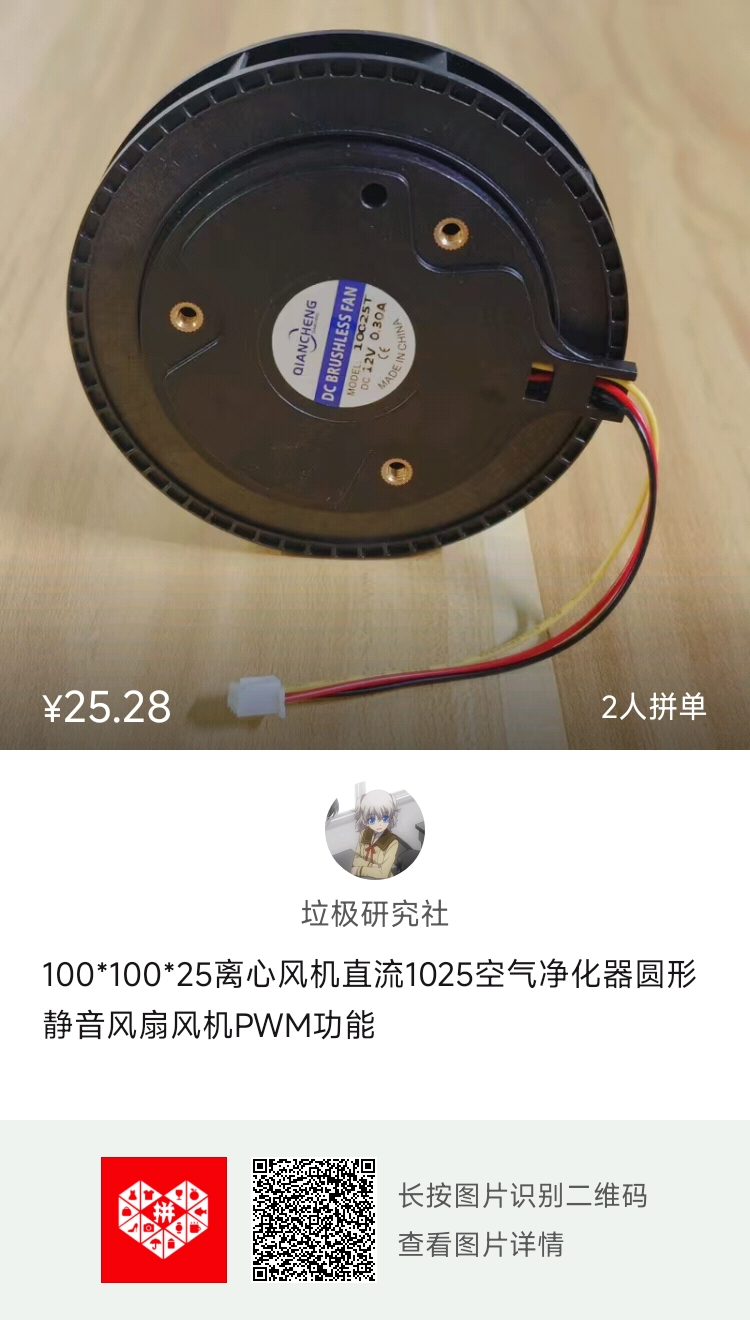 QIANCHENG
DC BRUSHLESS FAN
MODEL: 10025T
DC 12V 0.30A
CE
MADE IN CHINA
¥25.28
2人拼单
垃极研究社
100*100*25离心风机直流1025空气净化器圆形
静音风扇风机PWM功能
拼
长按图片识别二维码
查看图片详情